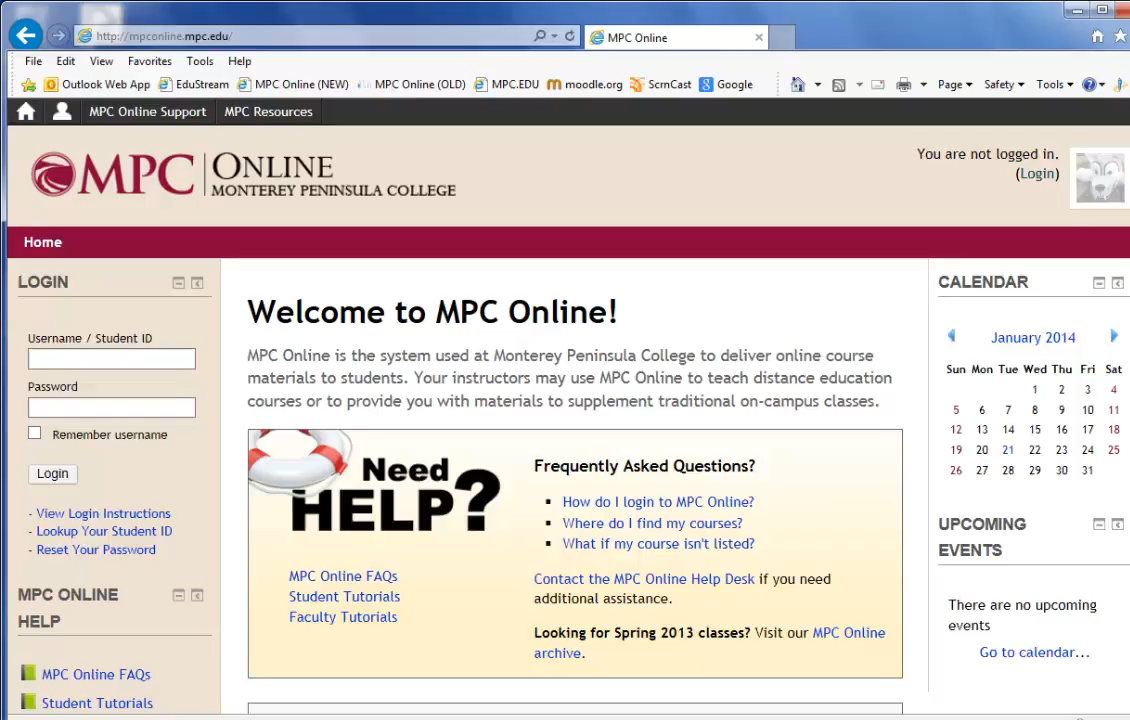 http://mpconline.mpc.edu/
MPC Online
File Edit View Favorites Tools Help
Outlook Web App EduStream MPC Online (NEW) MPC Online (OLD) MPC.EDU moodle.org ScrnCast Google Page Safety Tools
MPC Online Support MPC Resources
MPC ONLINE
MONTEREY PENINSULA COLLEGE
You are not logged in.
(Login)
Home
LOGIN
Username / Student ID
Password
Remember username
Login
- View Login Instructions
- Lookup Your Student ID
- Reset Your Password
MPC ONLINE
HELP
MPC Online FAQs
Student Tutorials
Welcome to MPC Online!
MPC Online is the system used at Monterey Peninsula College to deliver online course
materials to students. Your instructors may use MPC Online to teach distance education
courses or to provide you with materials to supplement traditional on-campus classes.
Need
HELP?
MPC Online FAQs
Student Tutorials
Faculty Tutorials
Frequently Asked Questions?
How do I login to MPC Online?
Where do I find my courses?
What if my course isn't listed?
Contact the MPC Online Help Desk if you need
additional assistance.
Looking for Spring 2013 classes? Visit our MPC Online
archive.
CALENDAR
January 2014
Sun Mon Tue Wed Thu Fri Sat
1 2 3 4
5 6 7 8 9 10 11
12 13 14 15 16 17 18
19 20 21 22 23 24 25
26 27 28 29 30 31
UPCOMING
EVENTS
There are no upcoming
events
Go to calendar...